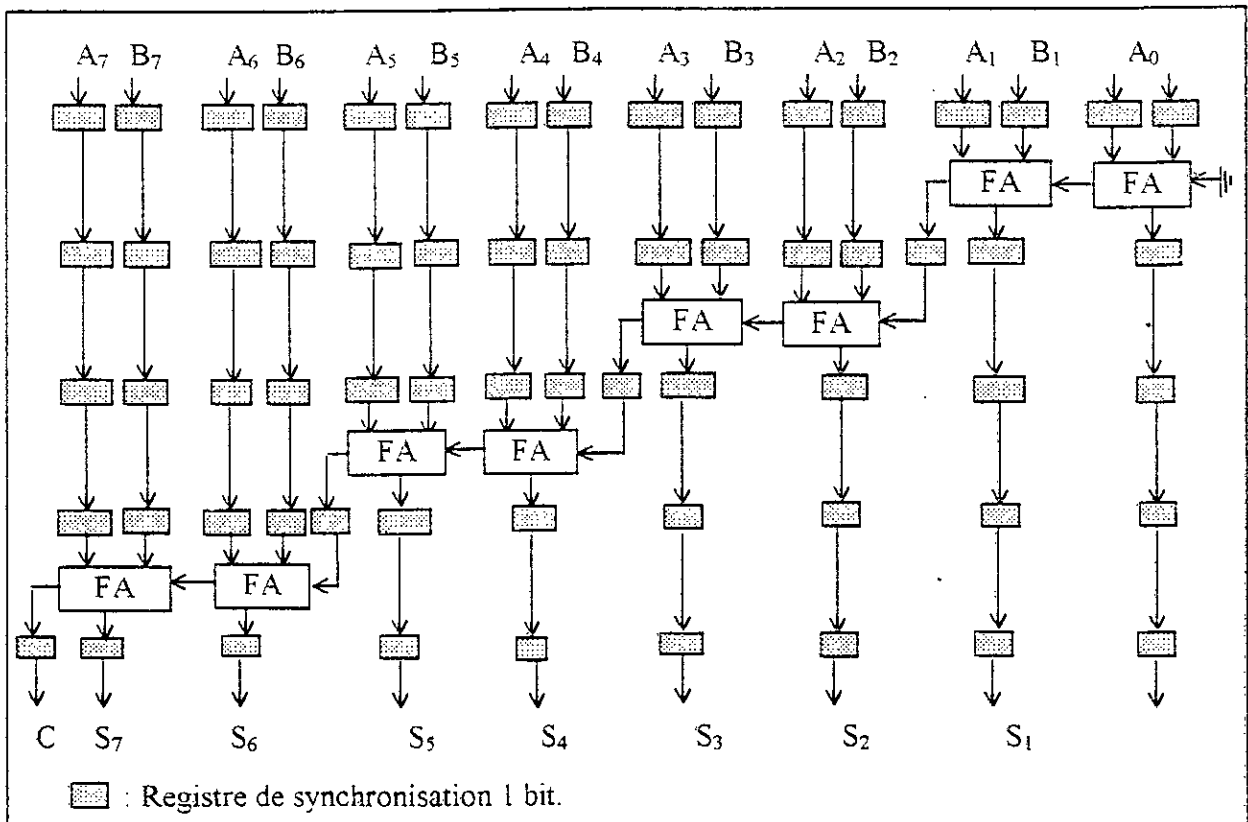 A₇ B₇ A₆ B₆ A₅ B₅ A₄ B₄ A₃ B₃ A₂ B₂ A₁ B₁ A₀
FA FA
FA FA
FA FA
FA FA
C S₇ S₆ S₅ S₄ S₃ S₂ S₁
: Registre de synchronisation 1 bit.